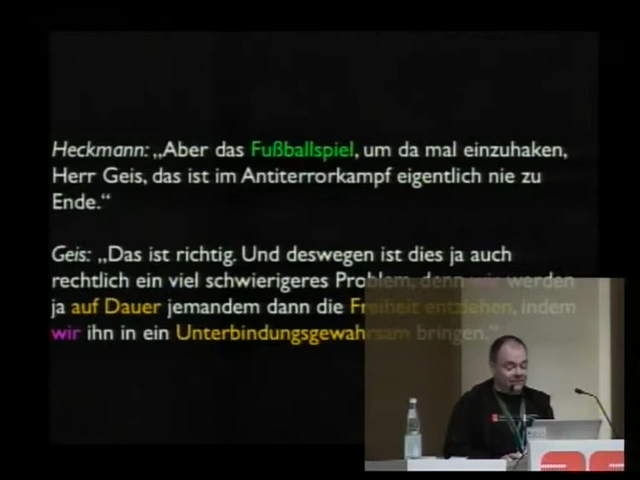 Heckmann: „Aber das Fußballspiel, um da mal einzuhaken,
Herr Geis, das ist im Antiterrorkampf eigentlich nie zu
Ende.“
Geis: „Das ist richtig. Und deswegen ist dies ja auch
rechtlich ein viel schwierigeres Problem, denn wir werden
ja auf Dauer jemandem dann die Freiheit entziehen, indem
wir ihn in ein Unterbindungsgewahrsam bringen.“